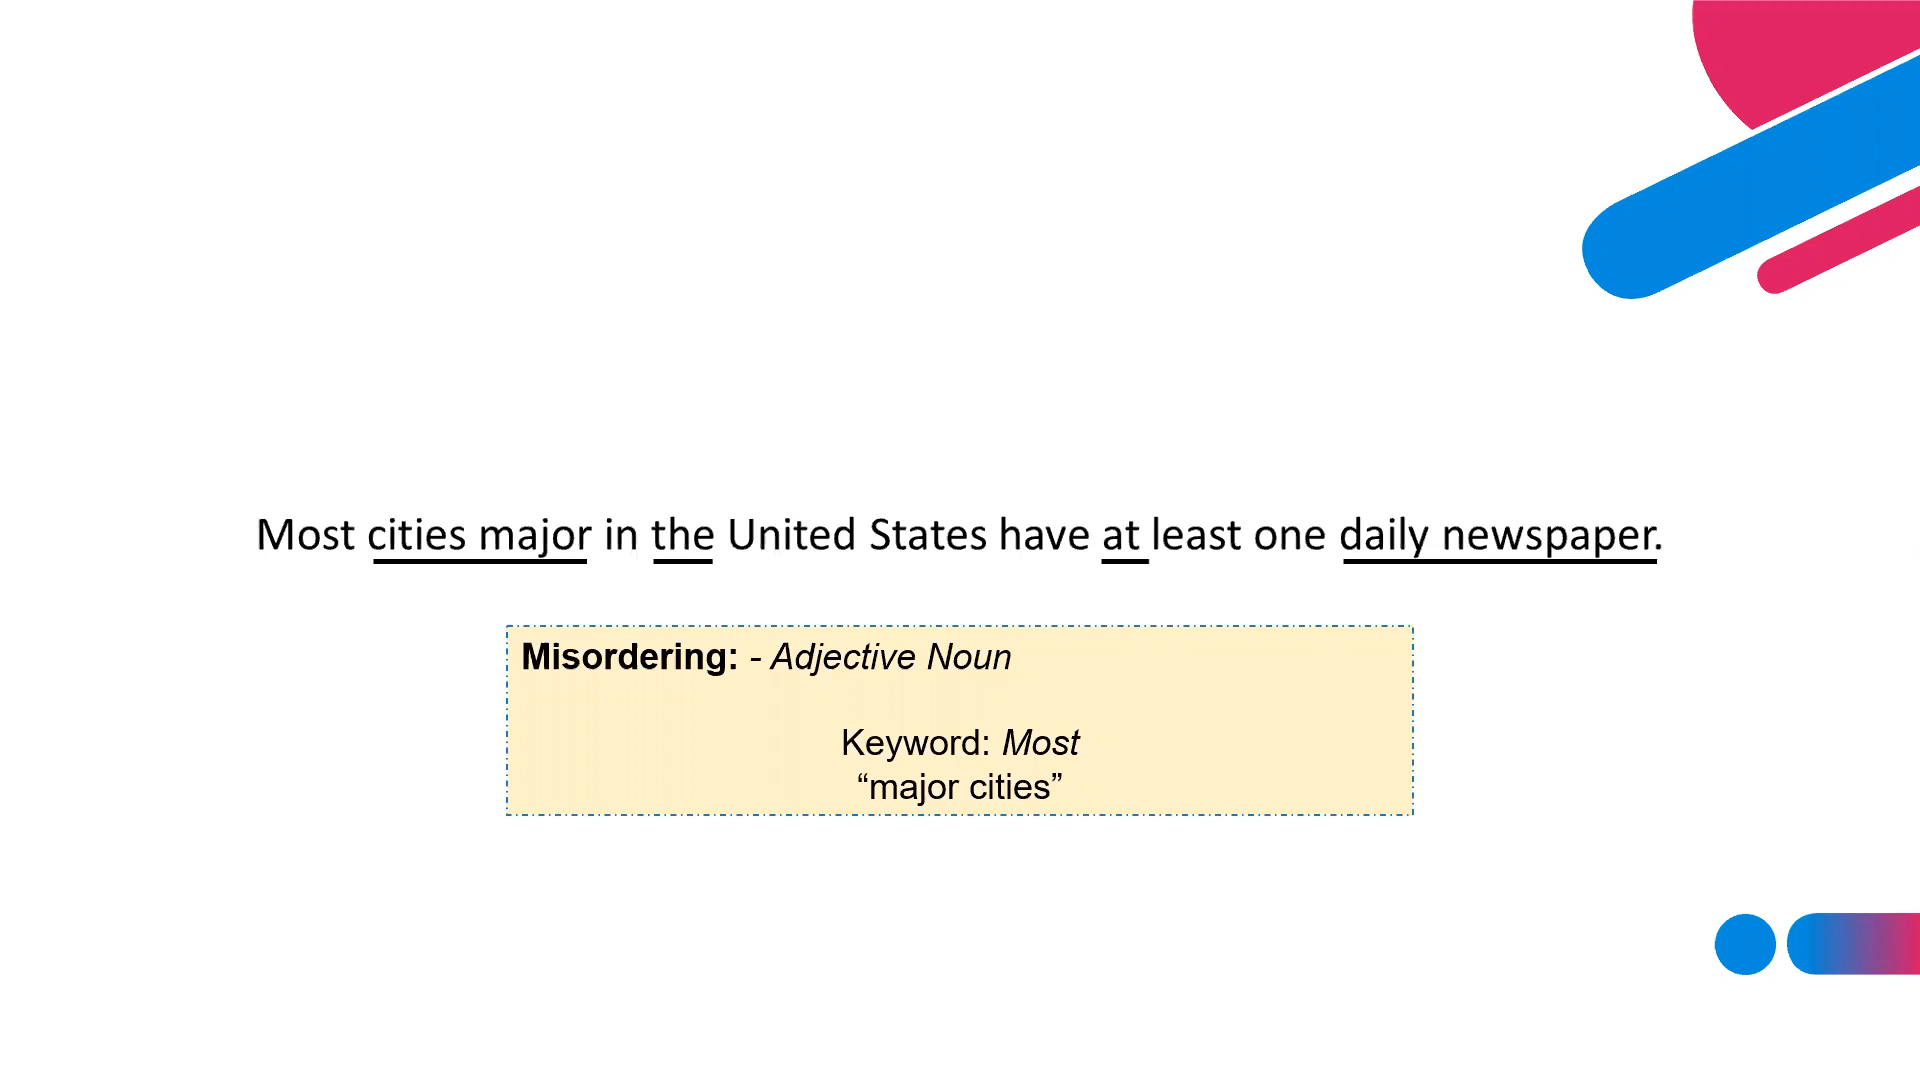 Most cities major in the United States have at least one daily newspaper.
Misordering: - Adjective Noun
Keyword: Most
“major cities”